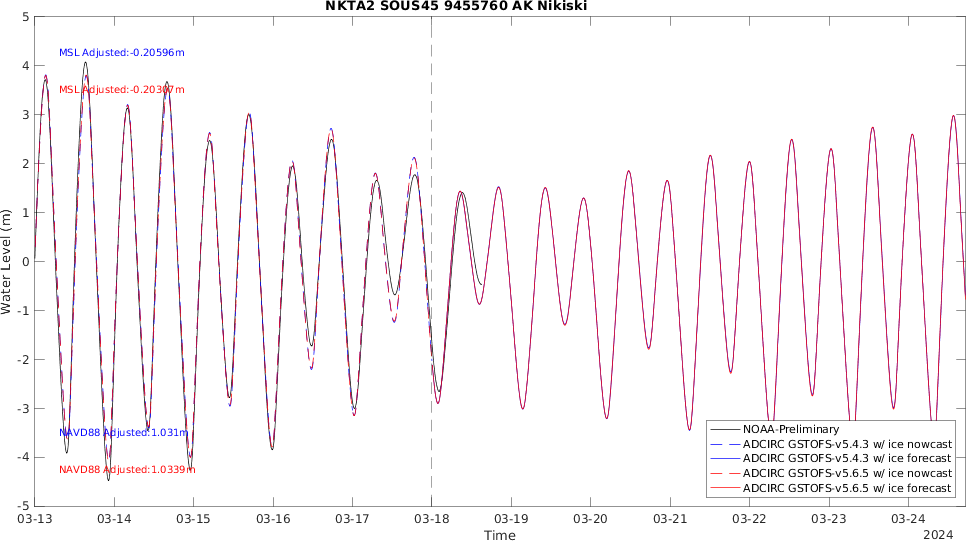 NKTA2 SOUS45 9455760 AK Nikiski
5
4
3
2
1
0
-1
-2
-3
-4
-5
Water Level (m)
MSL Adjusted:-0.20596m
MSL Adjusted:-0.20307m
NAVD88 Adjusted:1.031m
NAVD88 Adjusted:1.0339m
NOAA-Preliminary
ADCIRC GSTOFS-v5.4.3 w/ ice nowcast
ADCIRC GSTOFS-v5.4.3 w/ ice forecast
ADCIRC GSTOFS-v5.6.5 w/ ice nowcast
ADCIRC GSTOFS-v5.6.5 w/ ice forecast
03-13 03-14 03-15 03-16 03-17 03-18 03-19 03-20 03-21 03-22 03-23 03-24
Time
2024